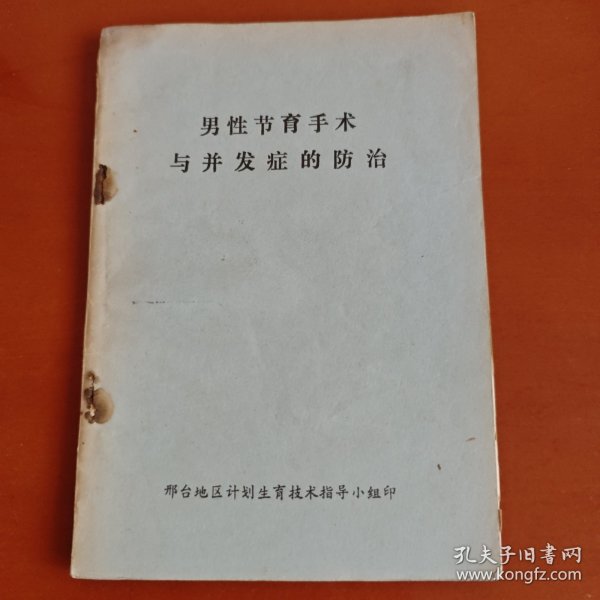 男性节育手术
与并发症的防治
邢台地区计划生育技术指导小组印
孔夫子旧书网
www.kongfz.com